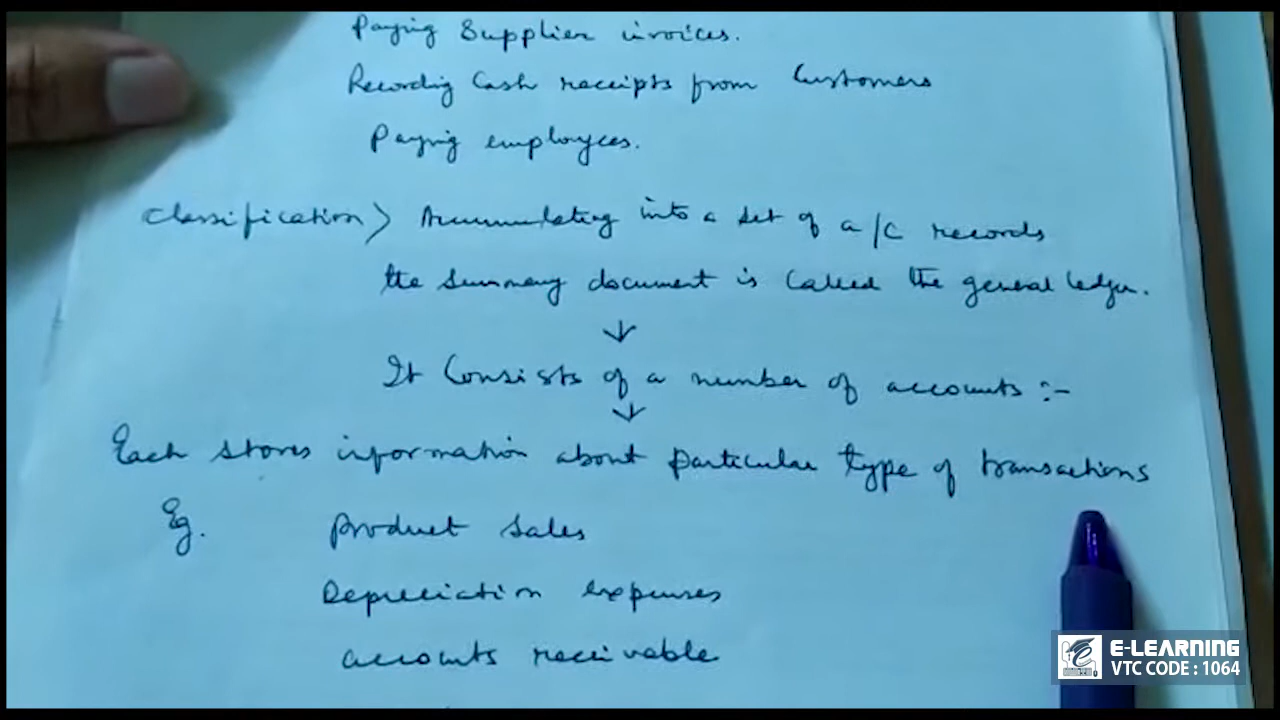 Paying Supplier invoices.
Recording Cash receipts from Customers
Paying employees.
Classification> Accumulating into a set of a/c records
the summary document is called the general ledger.
↓
It Consists of a number of accounts :-
↓
Each stores information about particular type of transactions
Eg. Product Sales
Depreciation expenses
accounts receivable
E-LEARNING
VTC CODE : 1064